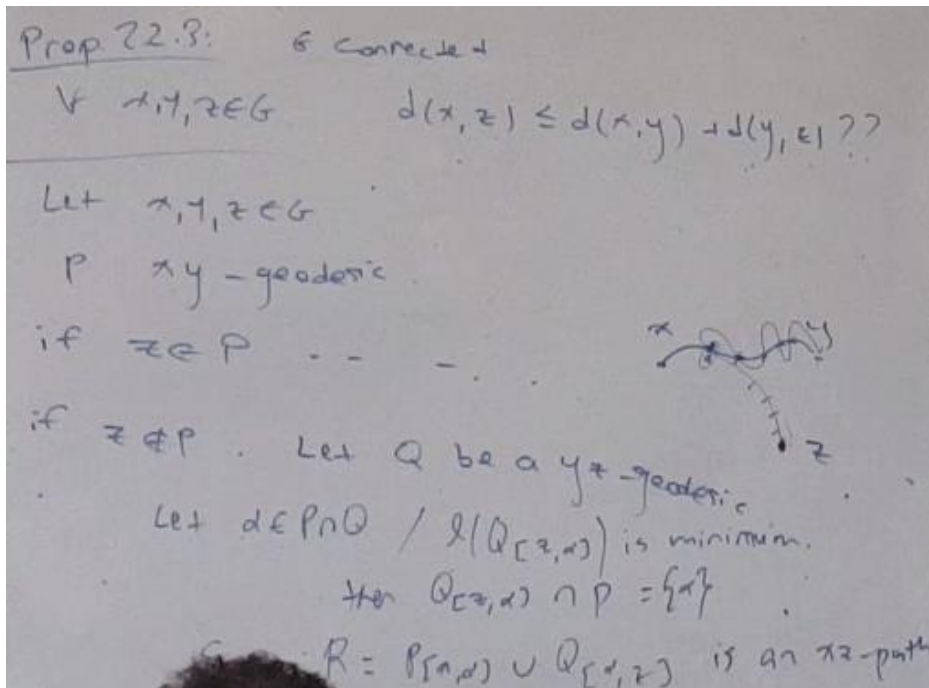 Prop 22.3: G connected
∀ x,y,z∈G d(x,z) ≤ d(x,y) + d(y,z) ??
Let x,y,z∈G
P xy-geodesic
if z∈P -- -..
x y
if z∉P. Let Q be a yz-geodesic
z
Let α∈P∩Q / l(Q[z,α]) is minimum.
then Q[z,α] ∩ P = {α}
R = P[x,α] ∪ Q[α,z] is an xz-path